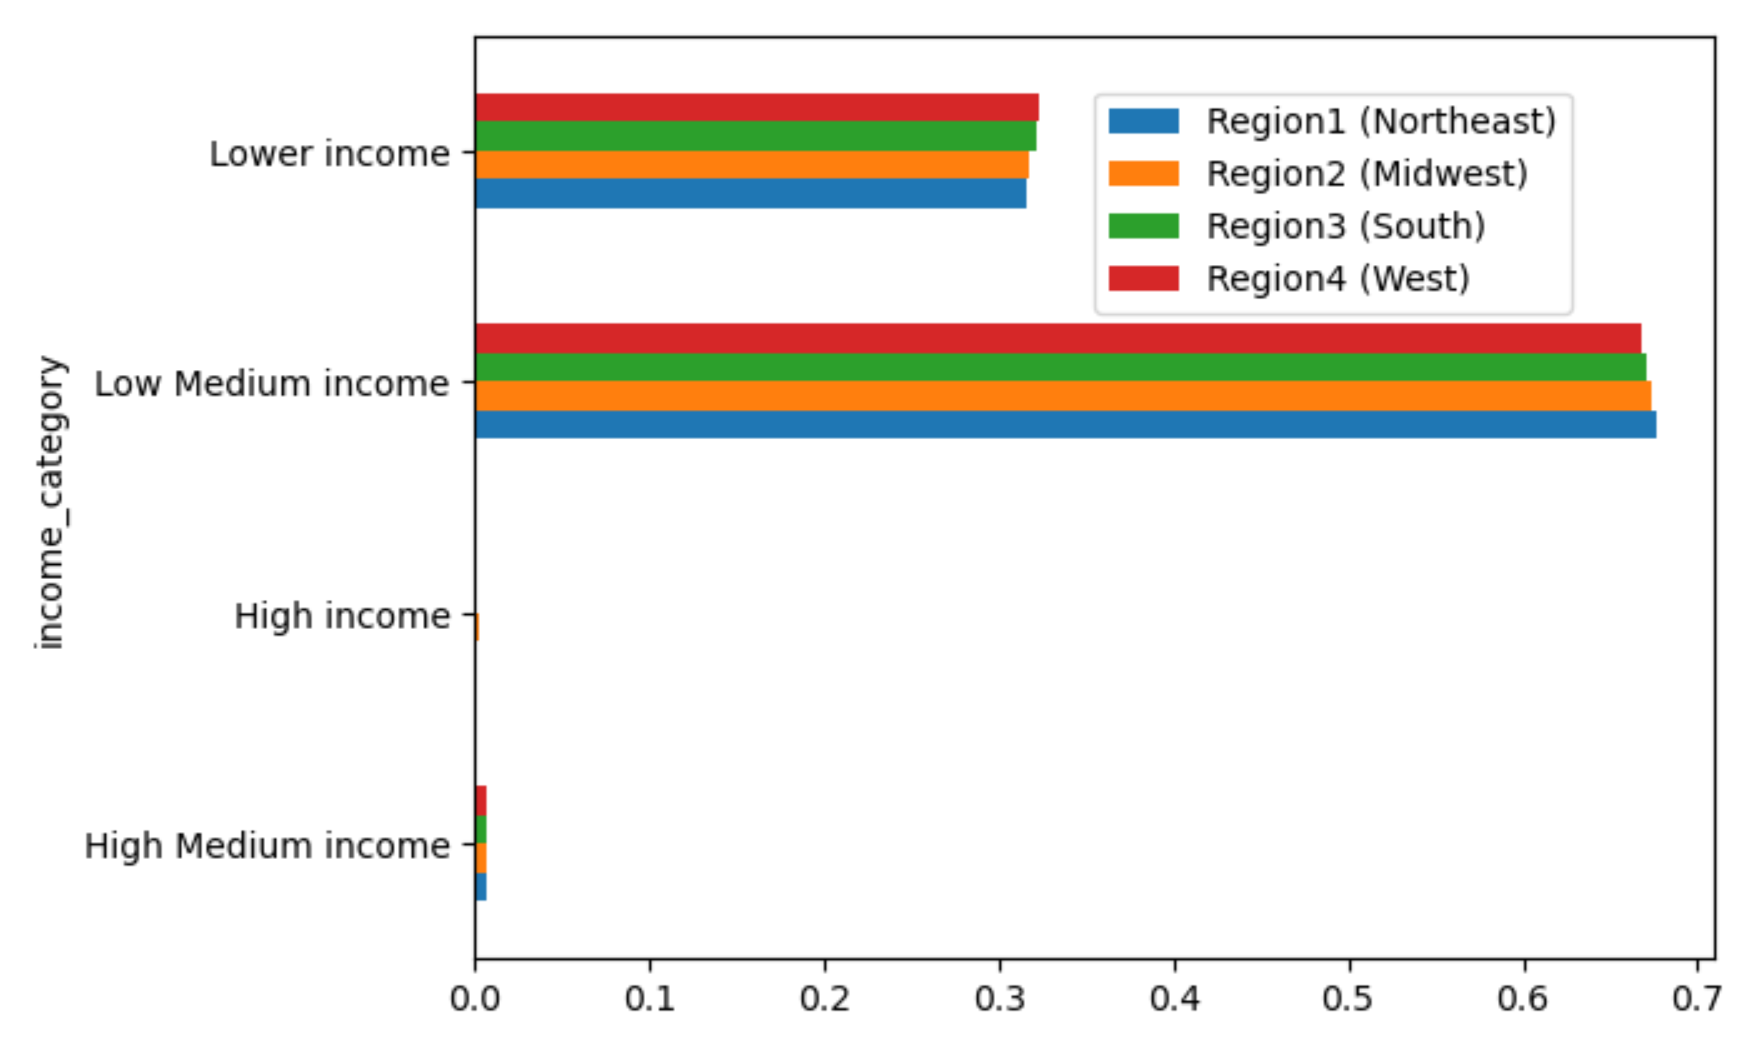 Lower income
Low Medium income
High income
High Medium income
income_category
Region1 (Northeast)
Region2 (Midwest)
Region3 (South)
Region4 (West)
0.0 0.1 0.2 0.3 0.4 0.5 0.6 0.7